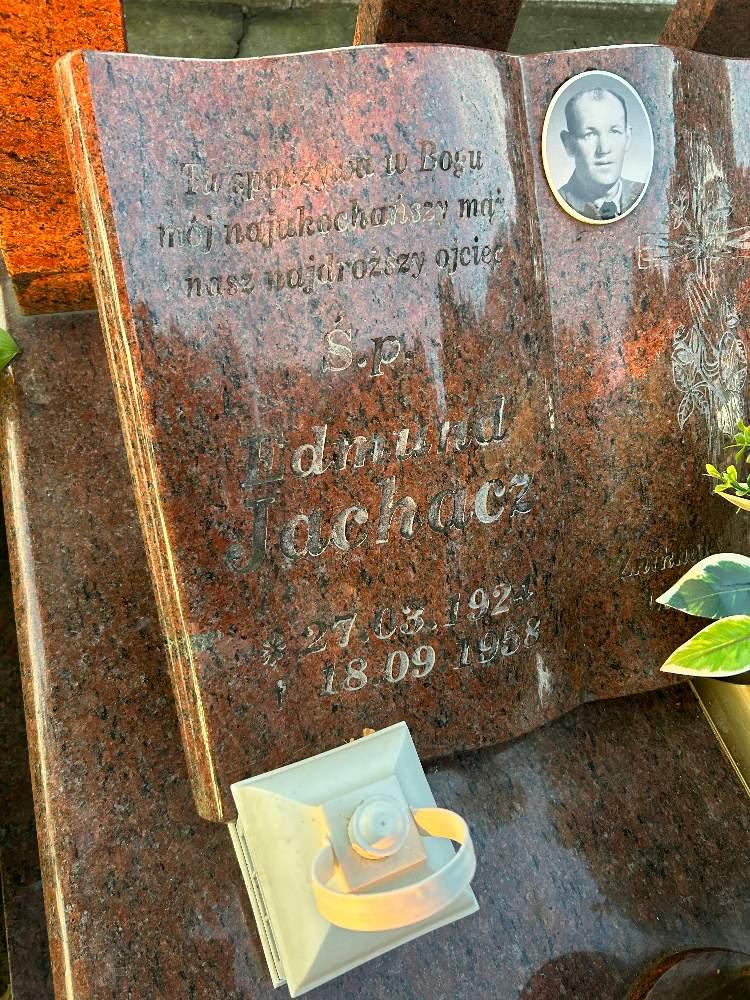 Tu spoczywa w Bogu
mój najukochańszy mąż
nasz najdroższy ojciec
Ś.p.
Edmund
Jachacz
* 27.03.1924
18.09 1958